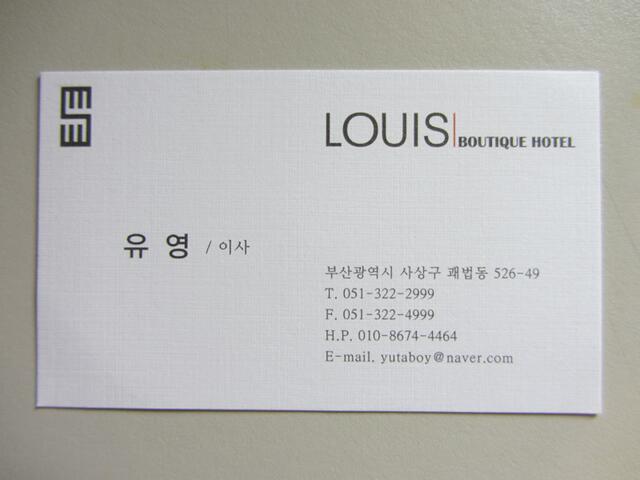 LOUIS BOUTIQUE HOTEL
유 영 / 이사
부산광역시 사상구 괘법동 526-49
T. 051-322-2999
F. 051-322-4999
H.P. 010-8674-4464
E-mail. yutaboy@naver.com